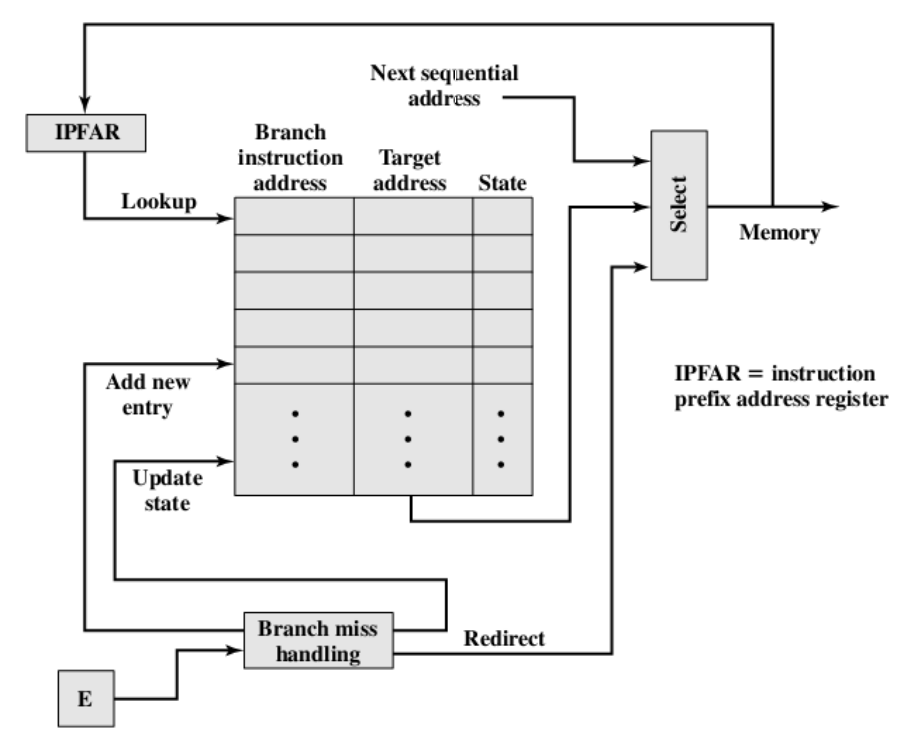 Next sequential
address
IPFAR
Branch
instruction
address
Target
address
State
Lookup
Select
Memory
Add new
entry
IPFAR = instruction
prefix address register
Update
state
Branch miss
handling
Redirect
E